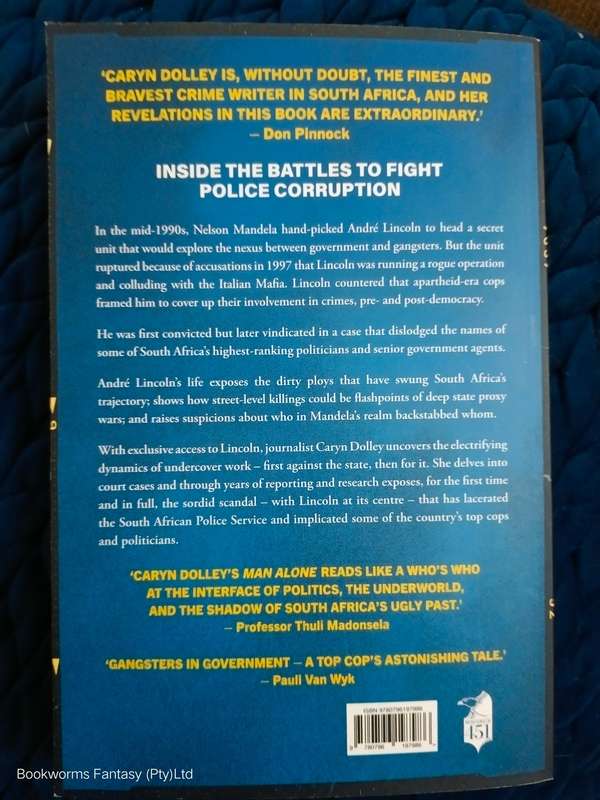 ‘CARYN DOLLEY IS, WITHOUT DOUBT, THE FINEST AND
BRAVEST CRIME WRITER IN SOUTH AFRICA, AND HER
REVELATIONS IN THIS BOOK ARE EXTRAORDINARY.’
– Don Pinnock
INSIDE THE BATTLES TO FIGHT
POLICE CORRUPTION
In the mid-1990s, Nelson Mandela hand-picked André Lincoln to head a secret
unit that would explore the nexus between government and gangsters. But the unit
ruptured because of accusations in 1997 that Lincoln was running a rogue operation
and colluding with the Italian Mafia. Lincoln countered that apartheid-era cops
framed him to cover up their involvement in crimes, pre- and post-democracy.
He was first convicted but later vindicated in a case that dislodged the names of
some of South Africa’s highest-ranking politicians and senior government agents.
André Lincoln’s life exposes the dirty ploys that have swung South Africa’s
trajectory; shows how street-level killings could be flashpoints of deep state proxy
wars; and raises suspicions about who in Mandela’s realm backstabbed whom.
With exclusive access to Lincoln, journalist Caryn Dolley uncovers the electrifying
dynamics of undercover work – first against the state, then for it. She delves into
court cases and through years of reporting and research exposes, for the first time
and in full, the sordid scandal – with Lincoln at its centre – that has lacerated
the South African Police Service and implicated some of the country’s top cops
and politicians.
‘CARYN DOLLEY’S MAN ALONE READS LIKE A WHO’S WHO
AT THE INTERFACE OF POLITICS, THE UNDERWORLD,
AND THE SHADOW OF SOUTH AFRICA’S UGLY PAST.’
– Professor Thuli Madonsela
‘GANGSTERS IN GOVERNMENT – A TOP COP’S ASTONISHING TALE.’
– Pauli Van Wyk
ISBN 9780796197986
9 780796 197986
451
Bookworms Fantasy (Pty)Ltd